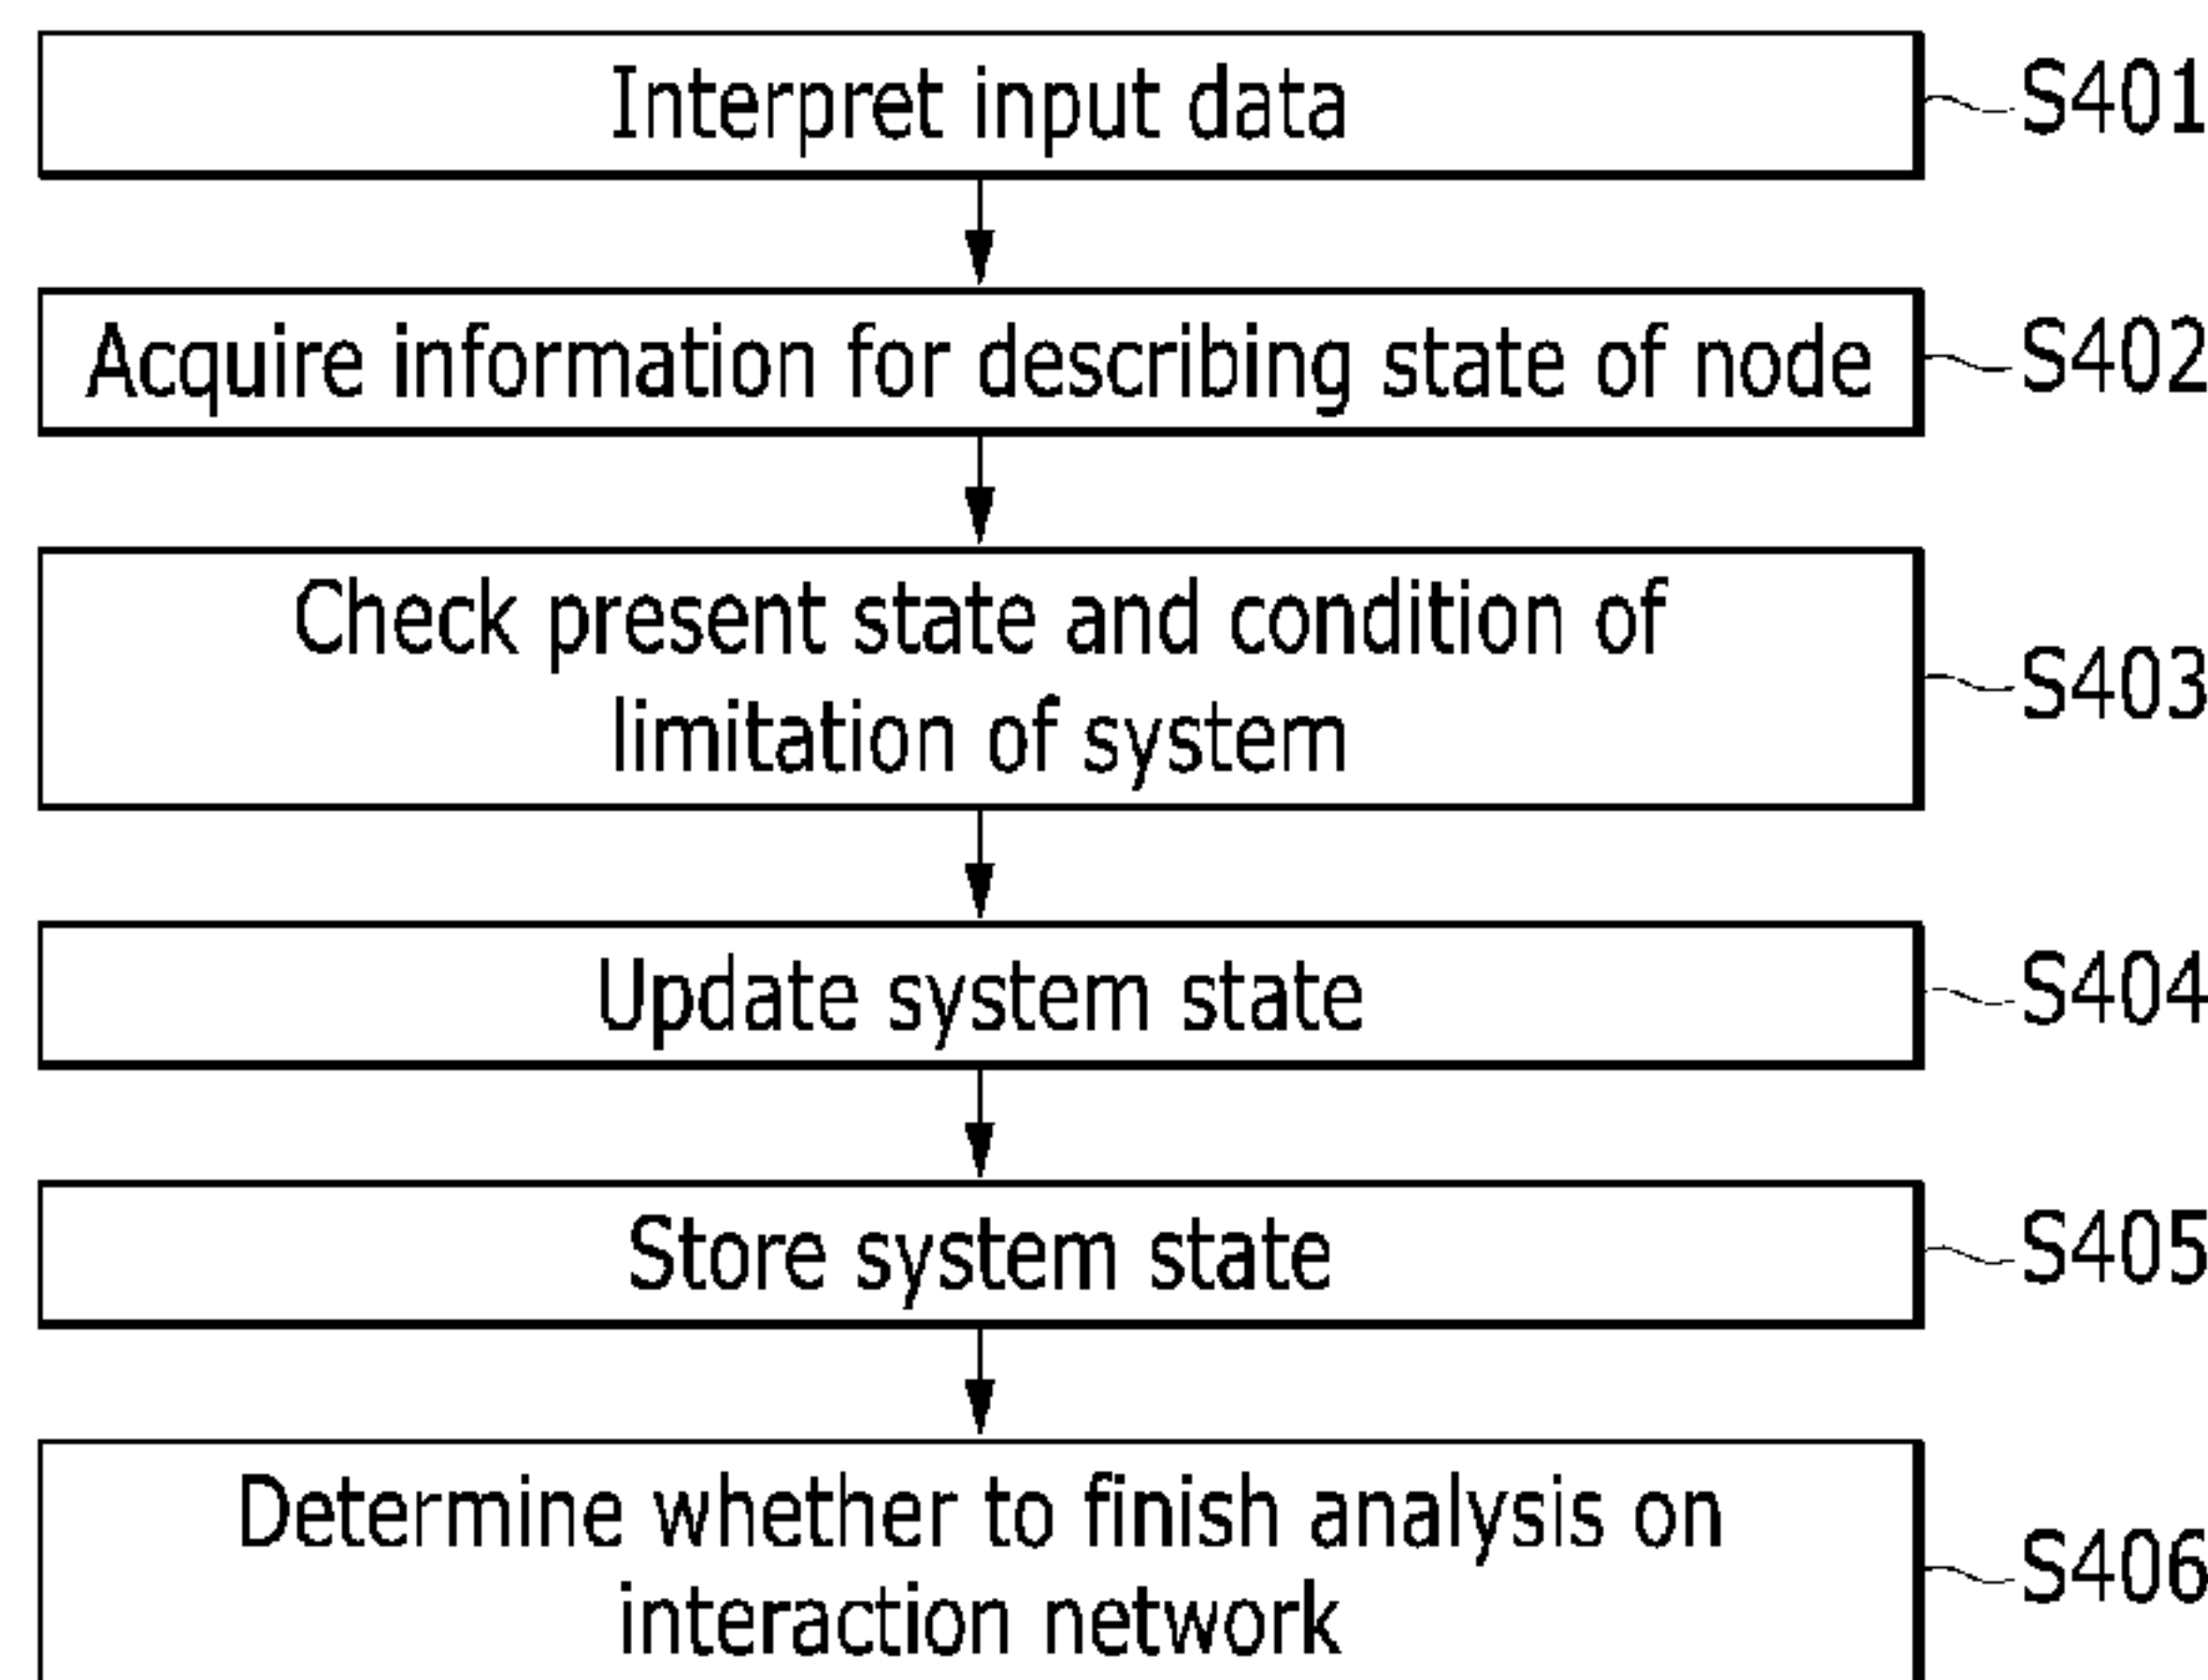 Interpret input data
S401
Acquire information for describing state of node
S402
Check present state and condition of
limitation of system
S403
Update system state
S404
Store system state
S405
Determine whether to finish analysis on
interaction network
S406